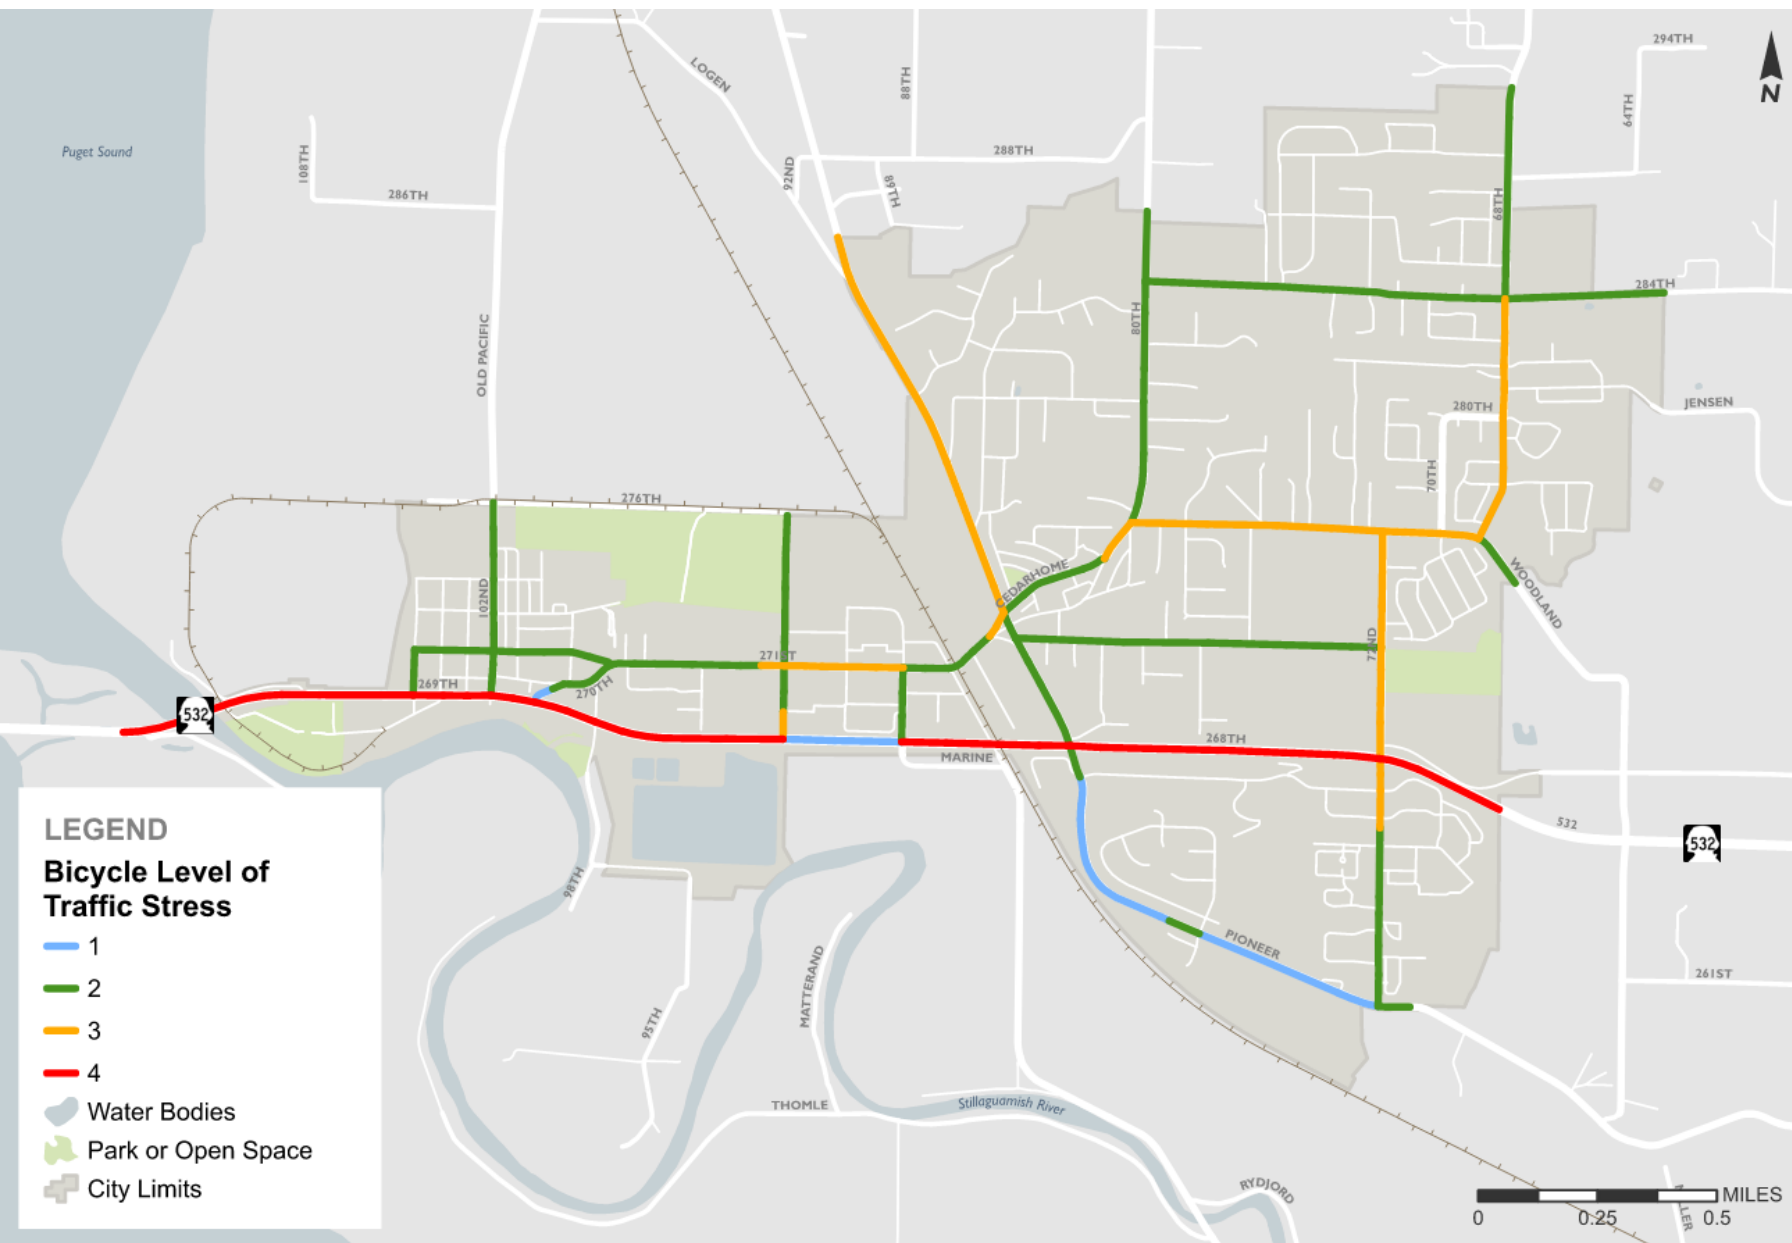 294TH
N
LOGEN
88TH
64TH
Puget Sound
108TH
288TH
92ND
89TH
286TH
68TH
284TH
80TH
OLD PACIFIC
280TH
JENSEN
70TH
276TH
CEDARHOME
WOODLAND
102ND
72ND
271ST
269TH
270TH
532
268TH
MARINE
532
532
LEGEND
Bicycle Level of
Traffic Stress
1
2
3
4
Water Bodies
Park or Open Space
City Limits
98TH
PIONEER
MATTERAND
261ST
95TH
THOMLE
Stillaguamish River
RYDJORD
MILES
0
0.25
0.5